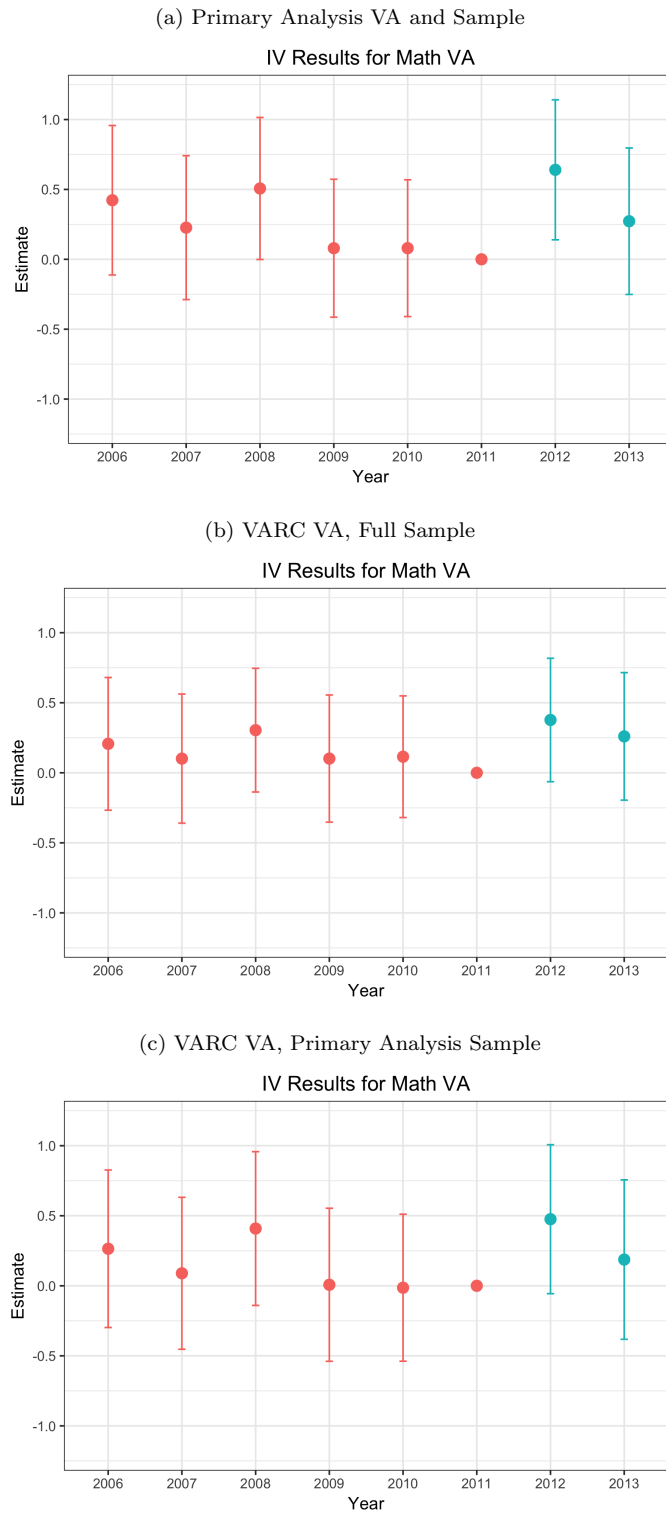 (a) Primary Analysis VA and Sample
IV Results for Math VA
1.0
0.5
0.0
-0.5
-1.0
Estimate
2006 2007 2008 2009 2010 2011 2012 2013
Year
(b) VARC VA, Full Sample
IV Results for Math VA
1.0
0.5
0.0
-0.5
-1.0
Estimate
2006 2007 2008 2009 2010 2011 2012 2013
Year
(c) VARC VA, Primary Analysis Sample
IV Results for Math VA
1.0
0.5
0.0
-0.5
-1.0
Estimate
2006 2007 2008 2009 2010 2011 2012 2013
Year